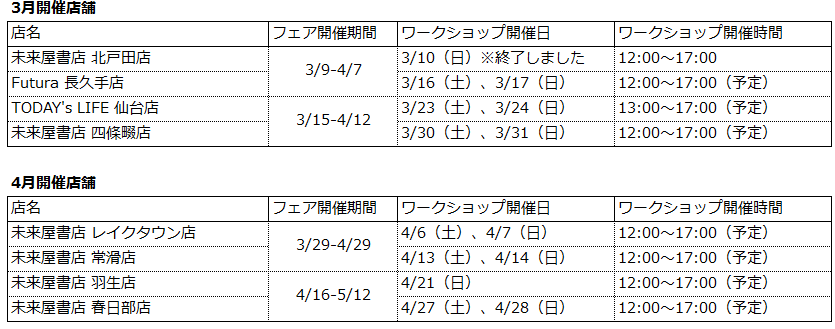 3月開催店舗
店名 フェア開催期間 ワークショップ開催日 ワークショップ開催時間
未来屋書店 北戸田店 3/9-4/7 3/10（日）※終了しました 12:00～17:00
Futura 長久手店 3/16（土）、3/17（日） 12:00～17:00（予定）
TODAY's LIFE 仙台店 3/15-4/12 3/23（土）、3/24（日） 13:00～17:00（予定）
未来屋書店 四條畷店 3/30（土）、3/31（日） 12:00～17:00（予定）
4月開催店舗
店名 フェア開催期間 ワークショップ開催日 ワークショップ開催時間
未来屋書店 レイクタウン店 3/29-4/29 4/6（土）、4/7（日） 12:00～17:00（予定）
未来屋書店 常滑店 4/13（土）、4/14（日） 12:00～17:00（予定）
未来屋書店 羽生店 4/16-5/12 4/21（日） 12:00～17:00（予定）
未来屋書店 春日部店 4/27（土）、4/28（日） 12:00～17:00（予定）